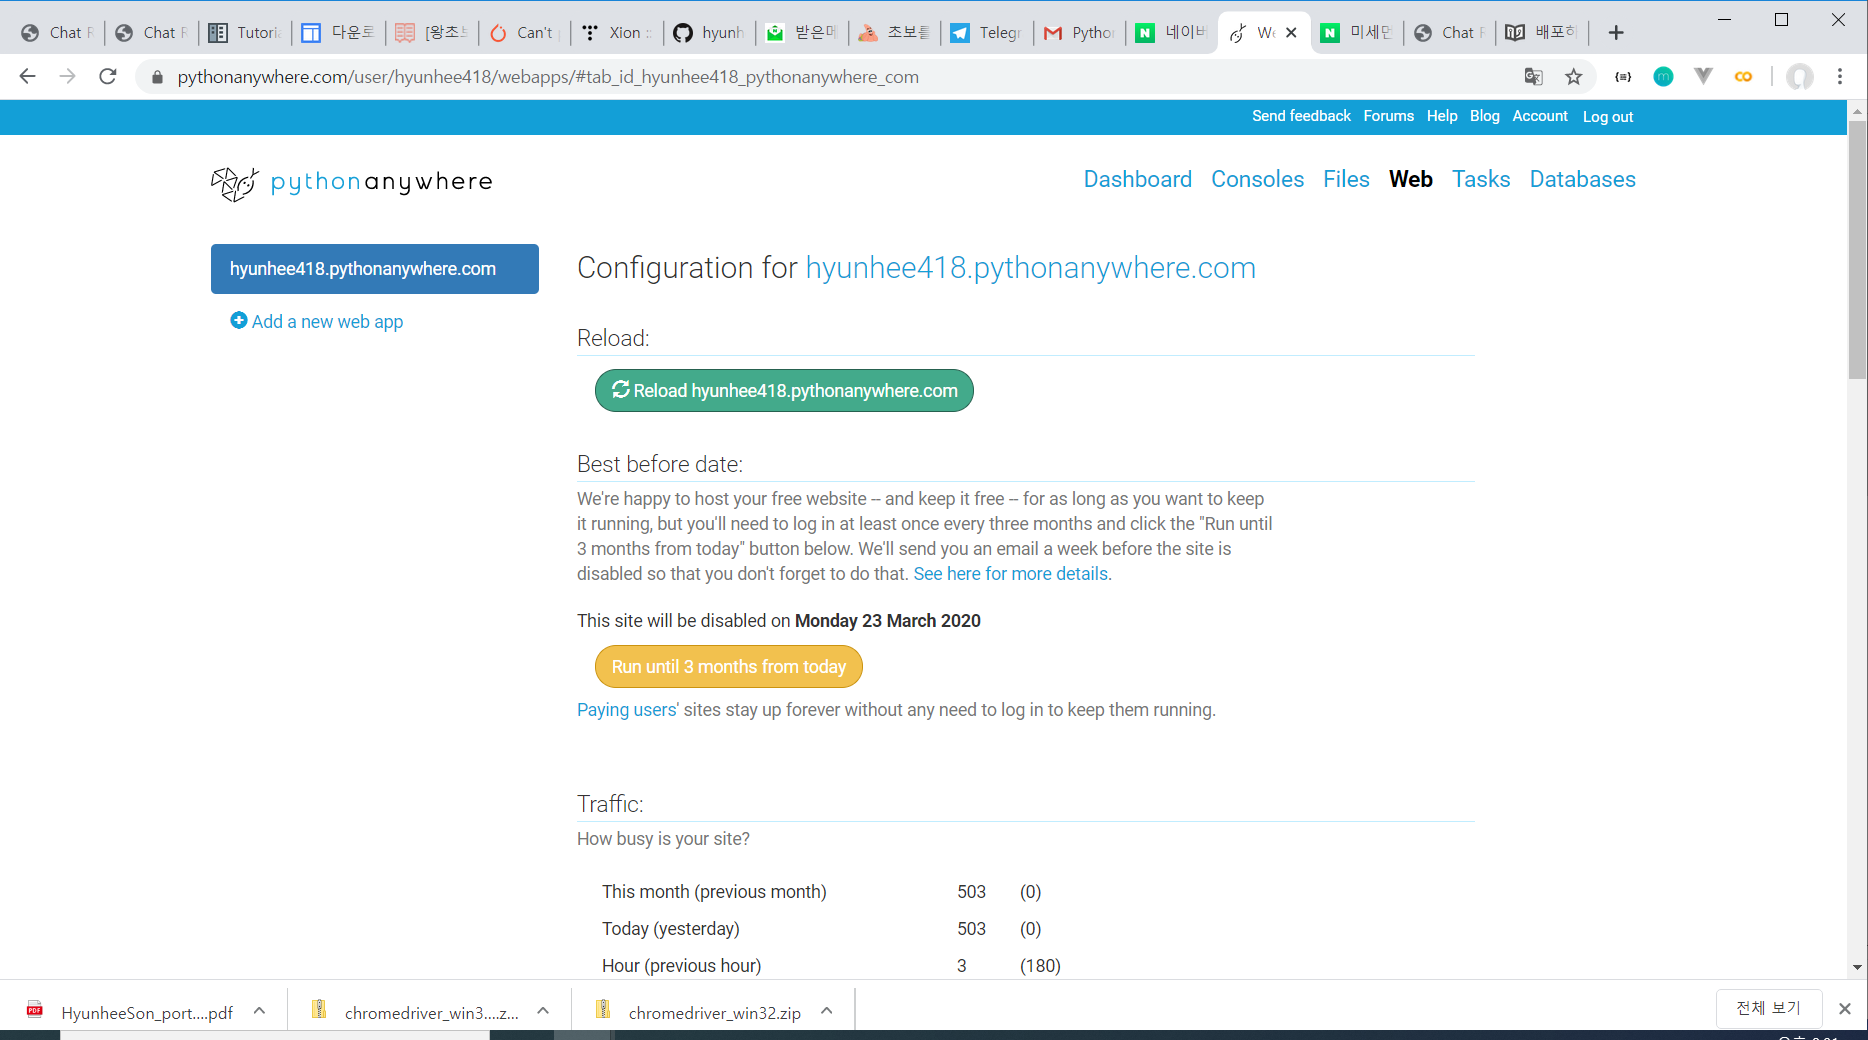 Chat R
Chat R
Tutoria
다운로
[왕초보
Can't
Xion ::
hyunh
받은메
초보를
Telegr
Python
네이버
We
미세먼
Chat R
배포하
pythonanywhere.com/user/hyunhee418/webapps/#tab_id_hyunhee418_pythonanywhere_com
Send feedback Forums Help Blog Account Log out
pythonanywhere
Dashboard Consoles Files Web Tasks Databases
hyunhee418.pythonanywhere.com
Add a new web app
Configuration for hyunhee418.pythonanywhere.com
Reload:
Reload hyunhee418.pythonanywhere.com
Best before date:
We're happy to host your free website -- and keep it free -- for as long as you want to keep
it running, but you'll need to log in at least once every three months and click the "Run until
3 months from today" button below. We'll send you an email a week before the site is
disabled so that you don't forget to do that. See here for more details.
This site will be disabled on Monday 23 March 2020
Run until 3 months from today
Paying users' sites stay up forever without any need to log in to keep them running.
Traffic:
How busy is your site?
This month (previous month) 503 (0)
Today (yesterday) 503 (0)
Hour (previous hour) 3 (180)
HyunheeSon_port....pdf
chromedriver_win3....z...
chromedriver_win32.zip
전체 보기